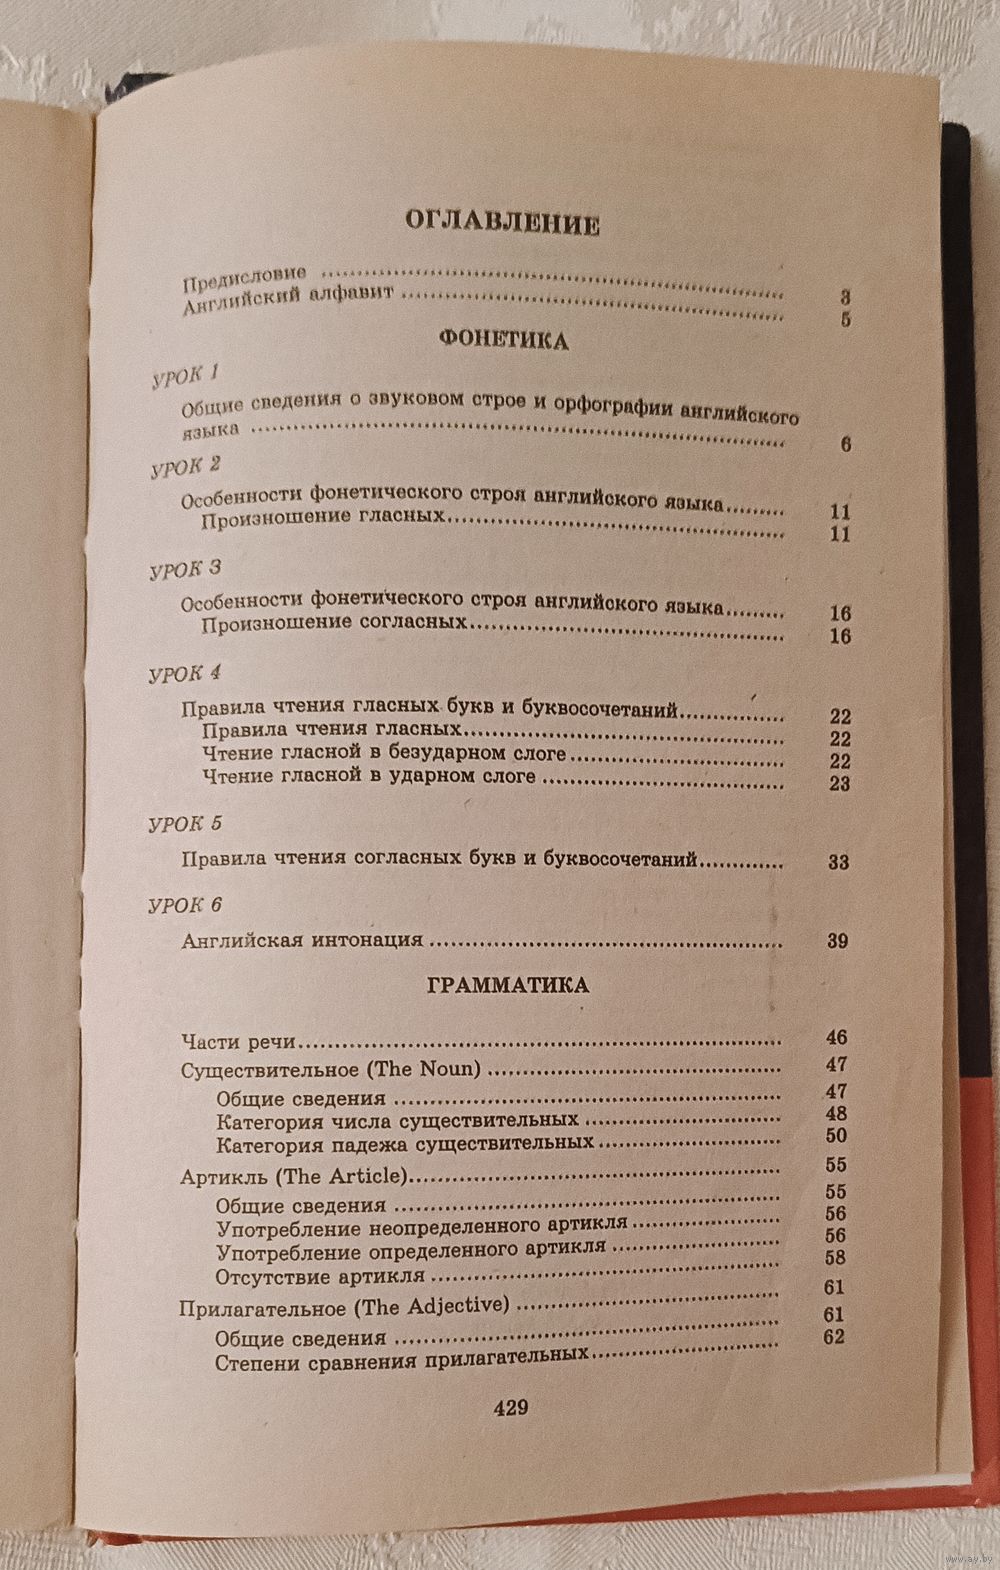 ОГЛАВЛЕНИЕ
Предисловие ........ 3
Английский алфавит ........ 5
ФОНЕТИКА
УРОК 1
Общие сведения о звуковом строе и орфографии английского
языка ........ 6
УРОК 2
Особенности фонетического строя английского языка ........ 11
Произношение гласных ........ 11
УРОК 3
Особенности фонетического строя английского языка ........ 16
Произношение согласных ........ 16
УРОК 4
Правила чтения гласных букв и буквосочетаний ........ 22
Правила чтения гласных ........ 22
Чтение гласной в безударном слоге ........ 22
Чтение гласной в ударном слоге ........ 23
УРОК 5
Правила чтения согласных букв и буквосочетаний ........ 33
УРОК 6
Английская интонация ........ 39
ГРАММАТИКА
Части речи ........ 46
Существительное (The Noun) ........ 47
Общие сведения ........ 47
Категория числа существительных ........ 48
Категория падежа существительных ........ 50
Артикль (The Article) ........ 55
Общие сведения ........ 55
Употребление неопределенного артикля ........ 56
Употребление определенного артикля ........ 56
Отсутствие артикля ........ 58
Прилагательное (The Adjective) ........ 61
Общие сведения ........ 61
Степени сравнения прилагательных ........ 62
429
www.ay.by